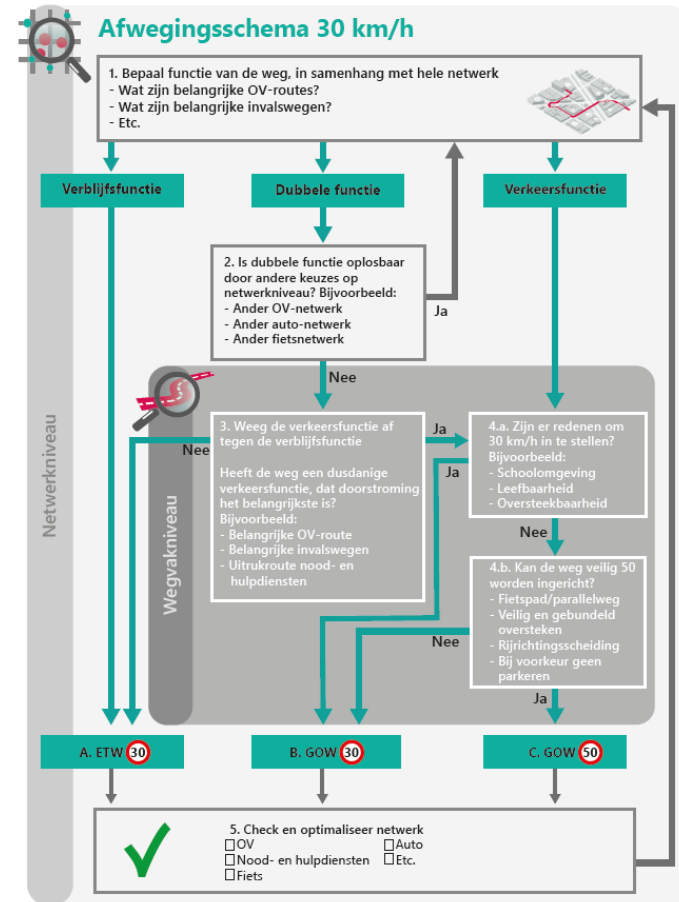 Afwegingsschema 30 km/h
1. Bepaal functie van de weg, in samenhang met hele netwerk
- Wat zijn belangrijke OV-routes?
- Wat zijn belangrijke invalswegen?
- Etc.
Verblijfsfunctie
Dubbele functie
Verkeersfunctie
2. Is dubbele functie oplosbaar
door andere keuzes op
netwerkniveau? Bijvoorbeeld:
- Ander OV-netwerk
- Ander auto-netwerk
- Ander fietsnetwerk
Ja
Nee
Netwerkniveau
Wegvakniveau
3. Weeg de verkeersfunctie af
tegen de verblijfsfunctie
Heeft de weg een dusdanige
verkeersfunctie, dat doorstroming
het belangrijkste is?
Bijvoorbeeld:
- Belangrijke OV-route
- Belangrijke invalswegen
- Uitrukroute nood- en
hulpdiensten
Nee
Ja
Ja
4.a. Zijn er redenen om
30 km/h in te stellen?
Bijvoorbeeld:
- Schoolomgeving
- Leefbaarheid
- Oversteekbaarheid
Nee
4.b. Kan de weg veilig 50
worden ingericht?
- Fietspad/parallelweg
- Veilig en gebundeld
oversteken
- Rijrichtingsscheiding
- Bij voorkeur geen
parkeren
Nee
Ja
A. ETW 30
B. GOW 30
C. GOW 50
5. Check en optimaliseer netwerk
OV
Auto
Nood- en hulpdiensten
Etc.
Fiets